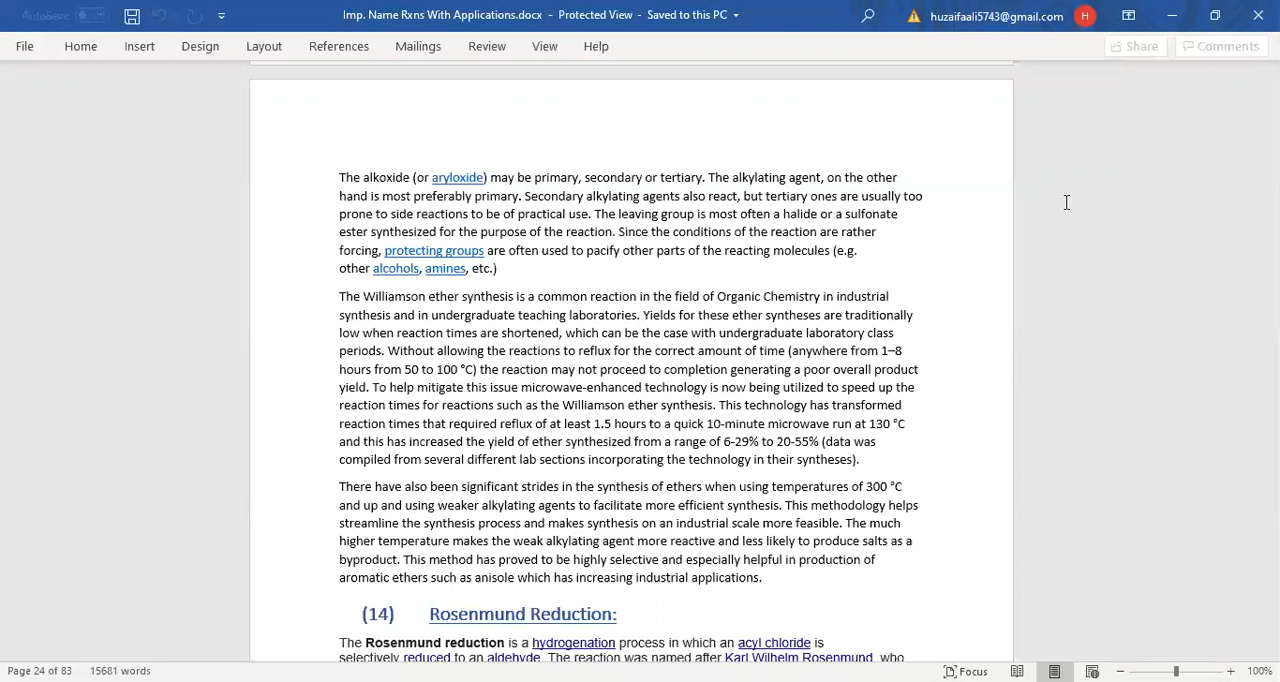 AutoSave Off Imp. Name Rxns With Applications.docx - Protected View - Saved to this PC huzaifaali5743@gmail.com H
File Home Insert Design Layout References Mailings Review View Help Share Comments
The alkoxide (or aryloxide) may be primary, secondary or tertiary. The alkylating agent, on the other
hand is most preferably primary. Secondary alkylating agents also react, but tertiary ones are usually too
prone to side reactions to be of practical use. The leaving group is most often a halide or a sulfonate
ester synthesized for the purpose of the reaction. Since the conditions of the reaction are rather
forcing, protecting groups are often used to pacify other parts of the reacting molecules (e.g.
other alcohols, amines, etc.)
The Williamson ether synthesis is a common reaction in the field of Organic Chemistry in industrial
synthesis and in undergraduate teaching laboratories. Yields for these ether syntheses are traditionally
low when reaction times are shortened, which can be the case with undergraduate laboratory class
periods. Without allowing the reactions to reflux for the correct amount of time (anywhere from 1–8
hours from 50 to 100 °C) the reaction may not proceed to completion generating a poor overall product
yield. To help mitigate this issue microwave-enhanced technology is now being utilized to speed up the
reaction times for reactions such as the Williamson ether synthesis. This technology has transformed
reaction times that required reflux of at least 1.5 hours to a quick 10-minute microwave run at 130 °C
and this has increased the yield of ether synthesized from a range of 6-29% to 20-55% (data was
compiled from several different lab sections incorporating the technology in their syntheses).
There have also been significant strides in the synthesis of ethers when using temperatures of 300 °C
and up and using weaker alkylating agents to facilitate more efficient synthesis. This methodology helps
streamline the synthesis process and makes synthesis on an industrial scale more feasible. The much
higher temperature makes the weak alkylating agent more reactive and less likely to produce salts as a
byproduct. This method has proved to be highly selective and especially helpful in production of
aromatic ethers such as anisole which has increasing industrial applications.
(14) Rosenmund Reduction:
The Rosenmund reduction is a hydrogenation process in which an acyl chloride is
selectively reduced to an aldehyde. The reaction was named after Karl Wilhelm Rosenmund, who
Page 24 of 83 15681 words Focus 100%